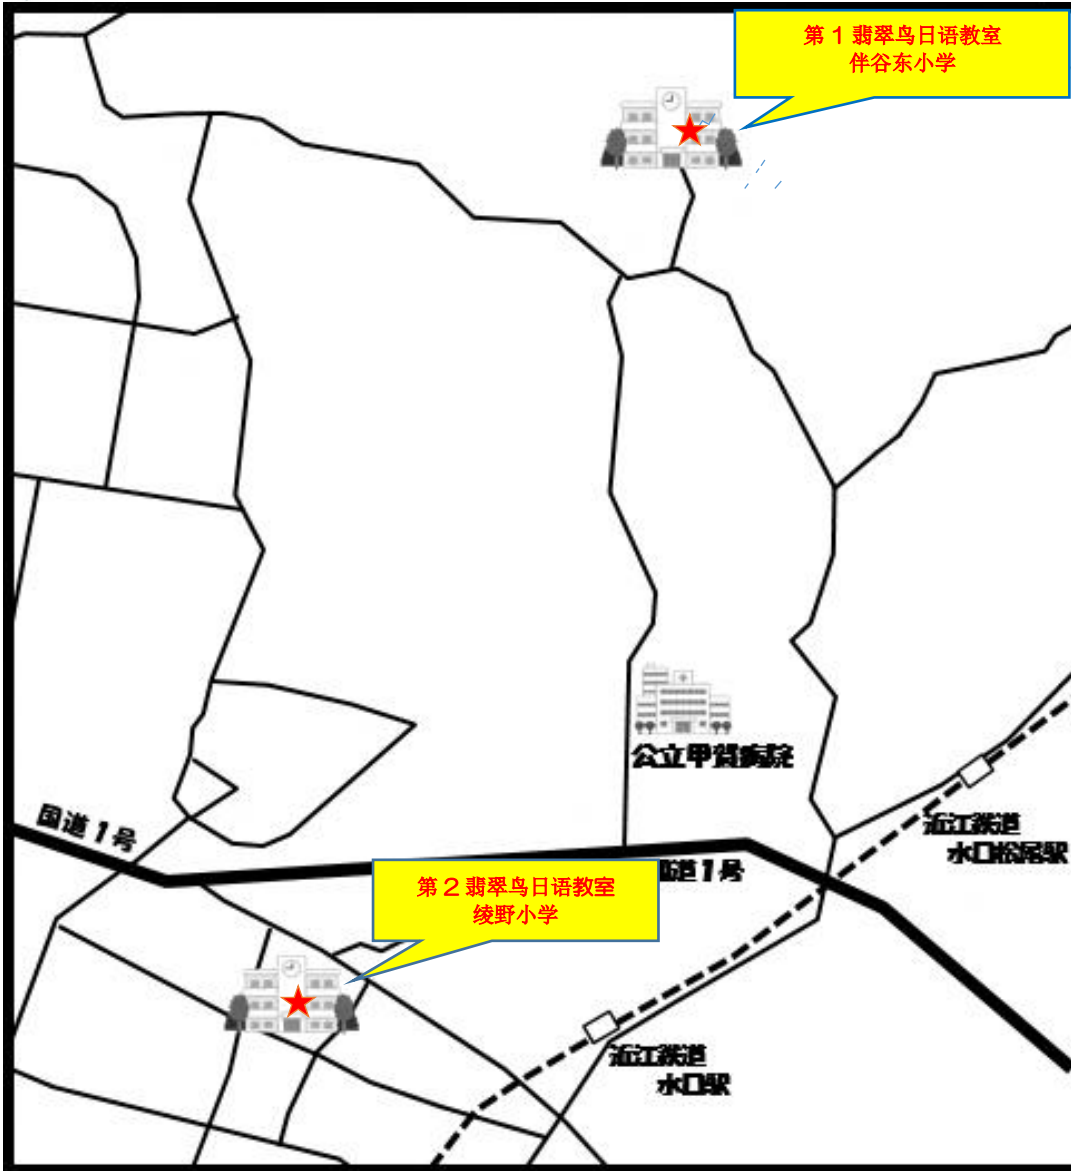 第 1 翡翠鸟日语教室
伴谷东小学
公立甲賀病院
国道 1 号
近江鉄道
水口松尾駅
国道 1 号
第 2 翡翠鸟日语教室
绫野小学
近江鉄道
水口駅